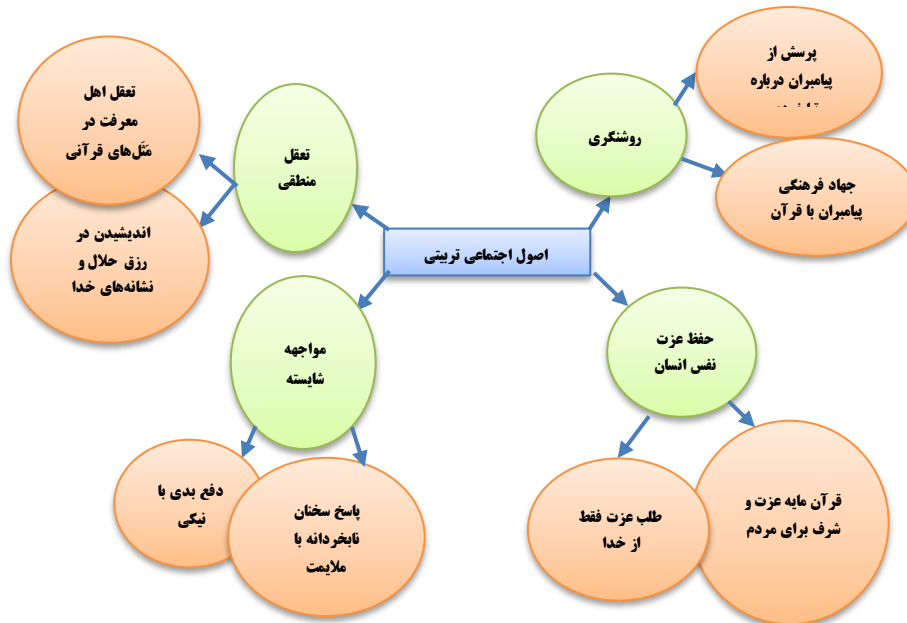 پرسش از
پیامبران درباره
روشنگری
جهاد فرهنگی
پیامبران با قرآن
تعقل اهل
معرفت در
مَثَل‌های قرآنی
تعقل
منطقی
اندیشیدن در
رزق حلال و
نشانه‌های خدا
اصول اجتماعی تربیتی
مواجهه
شایسته
حفظ عزت
نفس انسان
دفع بدی با
نیکی
پاسخ سخنان
نابخردانه با
ملایمت
طلب عزت فقط
از خدا
قرآن مایه عزت و
شرف برای مردم